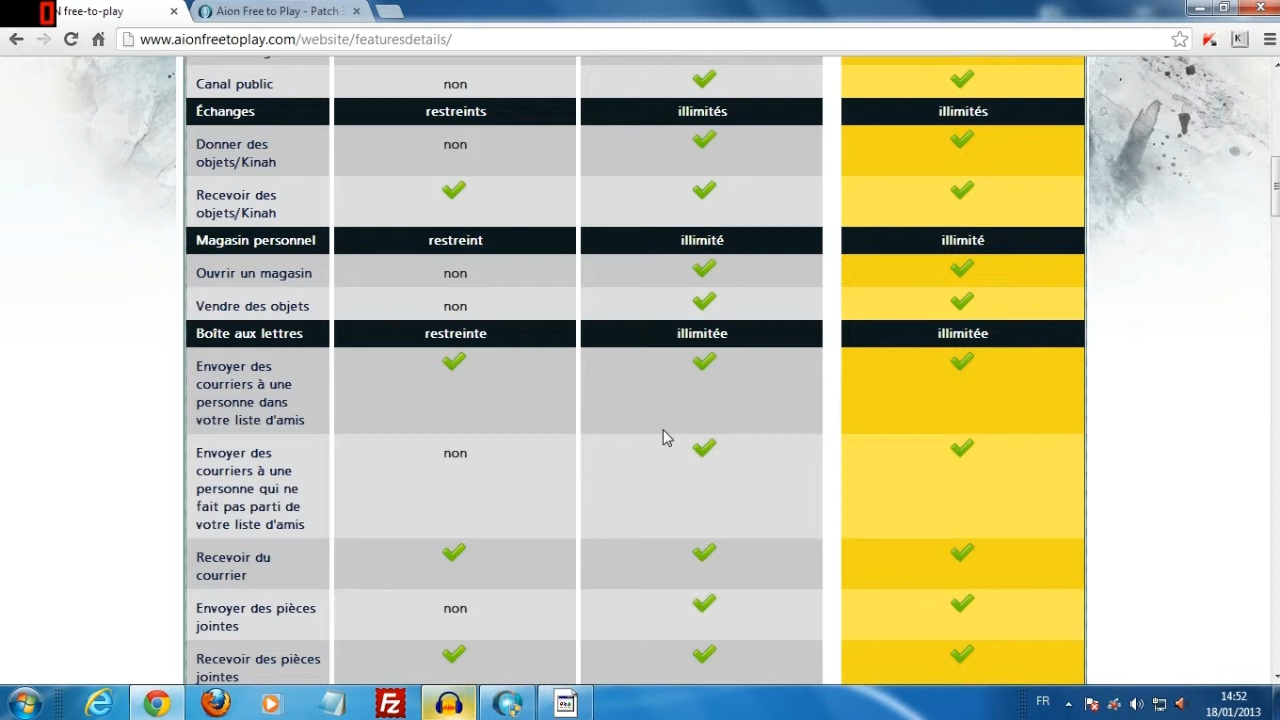 N free-to-play
Aion Free to Play - Patch
www.aionfreetoplay.com/website/featuresdetails/
Canal public non
Échanges restreints illimités illimités
Donner des
objets/Kinah
non
Recevoir des
objets/Kinah
Magasin personnel restreint illimité illimité
Ouvrir un magasin non
Vendre des objets non
Boîte aux lettres restreinte illimitée illimitée
Envoyer des
courriers à une
personne dans
votre liste d'amis
Envoyer des
courriers à une
personne qui ne
fait pas parti de
votre liste d'amis
non
Recevoir du
courrier
Envoyer des pièces
jointes
non
Recevoir des pièces
jointes
FR
14:52
18/01/2013